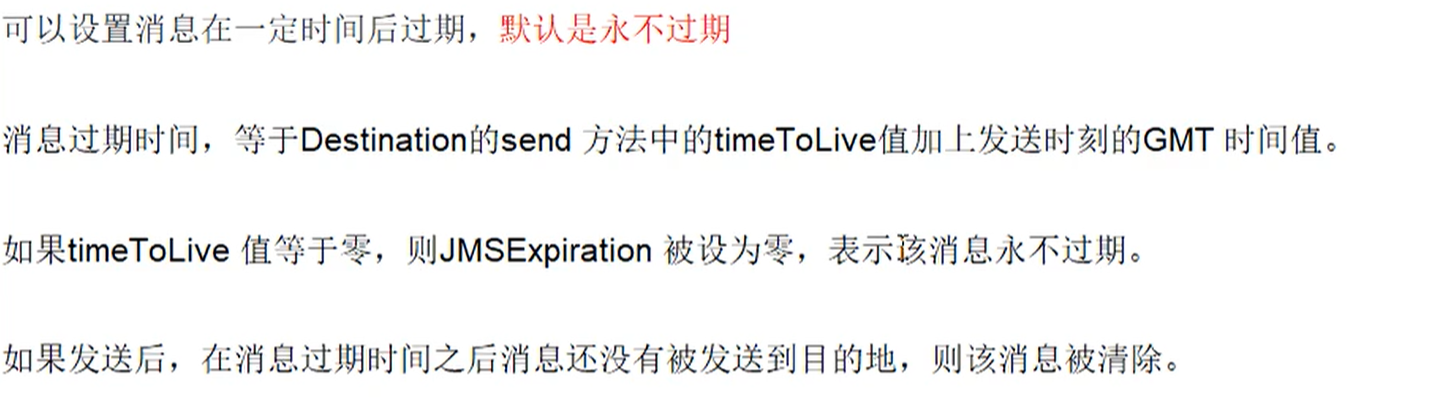 可以设置消息在一定时间后过期，默认是永不过期
消息过期时间，等于Destination的send 方法中的timeToLive值加上发送时刻的GMT 时间值。
如果timeToLive 值等于零，则JMSExpiration 被设为零，表示该消息永不过期。
如果发送后，在消息过期时间之后消息还没有被发送到目的地，则该消息被清除。